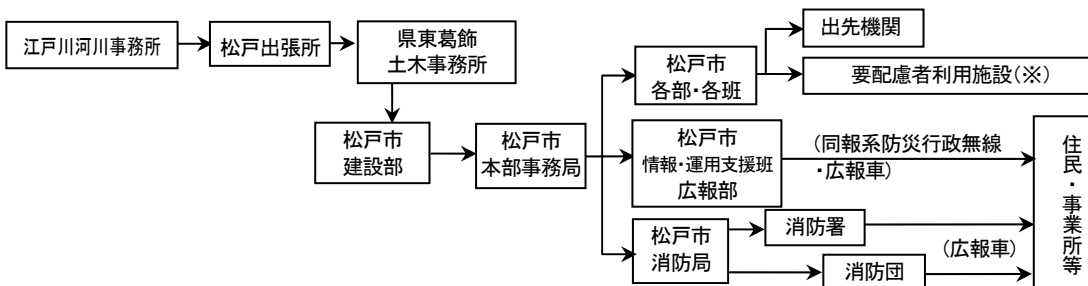 江戸川河川事務所
松戸出張所
県東葛飾
土木事務所
松戸市
建設部
松戸市
本部事務局
松戸市
各部・各班
出先機関
要配慮者利用施設(※)
松戸市
情報・運用支援班
広報部
(同報系防災行政無線
・広報車)
松戸市
消防局
消防署
消防団
(広報車)
住民・事業所等